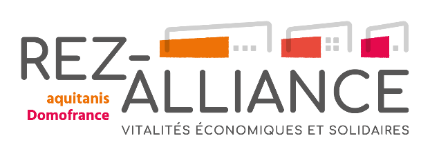 REZ-
aquitanis
Domofrance
ALLIANCE
VITALITÉS ÉCONOMIQUES ET SOLIDAIRES